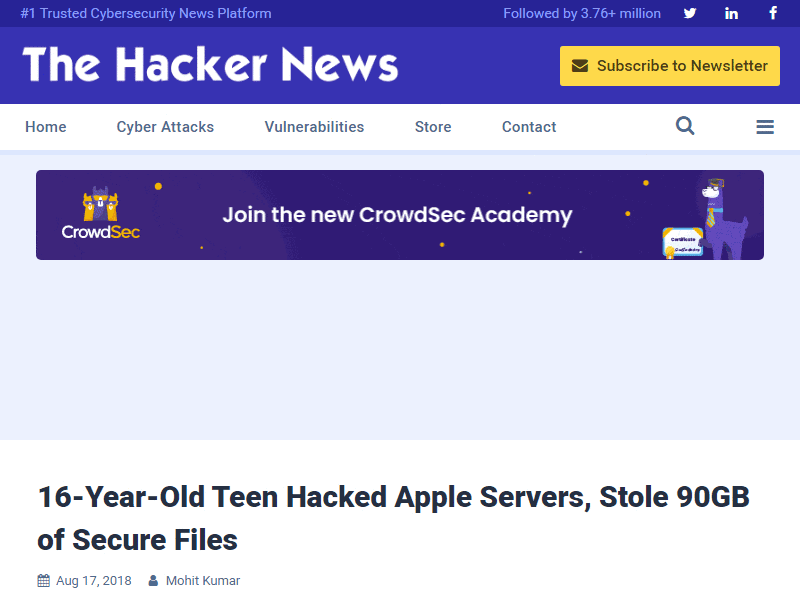 #1 Trusted Cybersecurity News Platform
Followed by 3.76+ million
The Hacker News
Subscribe to Newsletter
Home
Cyber Attacks
Vulnerabilities
Store
Contact
CrowdSec
Join the new CrowdSec Academy
Certificate
16-Year-Old Teen Hacked Apple Servers, Stole 90GB
of Secure Files
Aug 17, 2018
Mohit Kumar